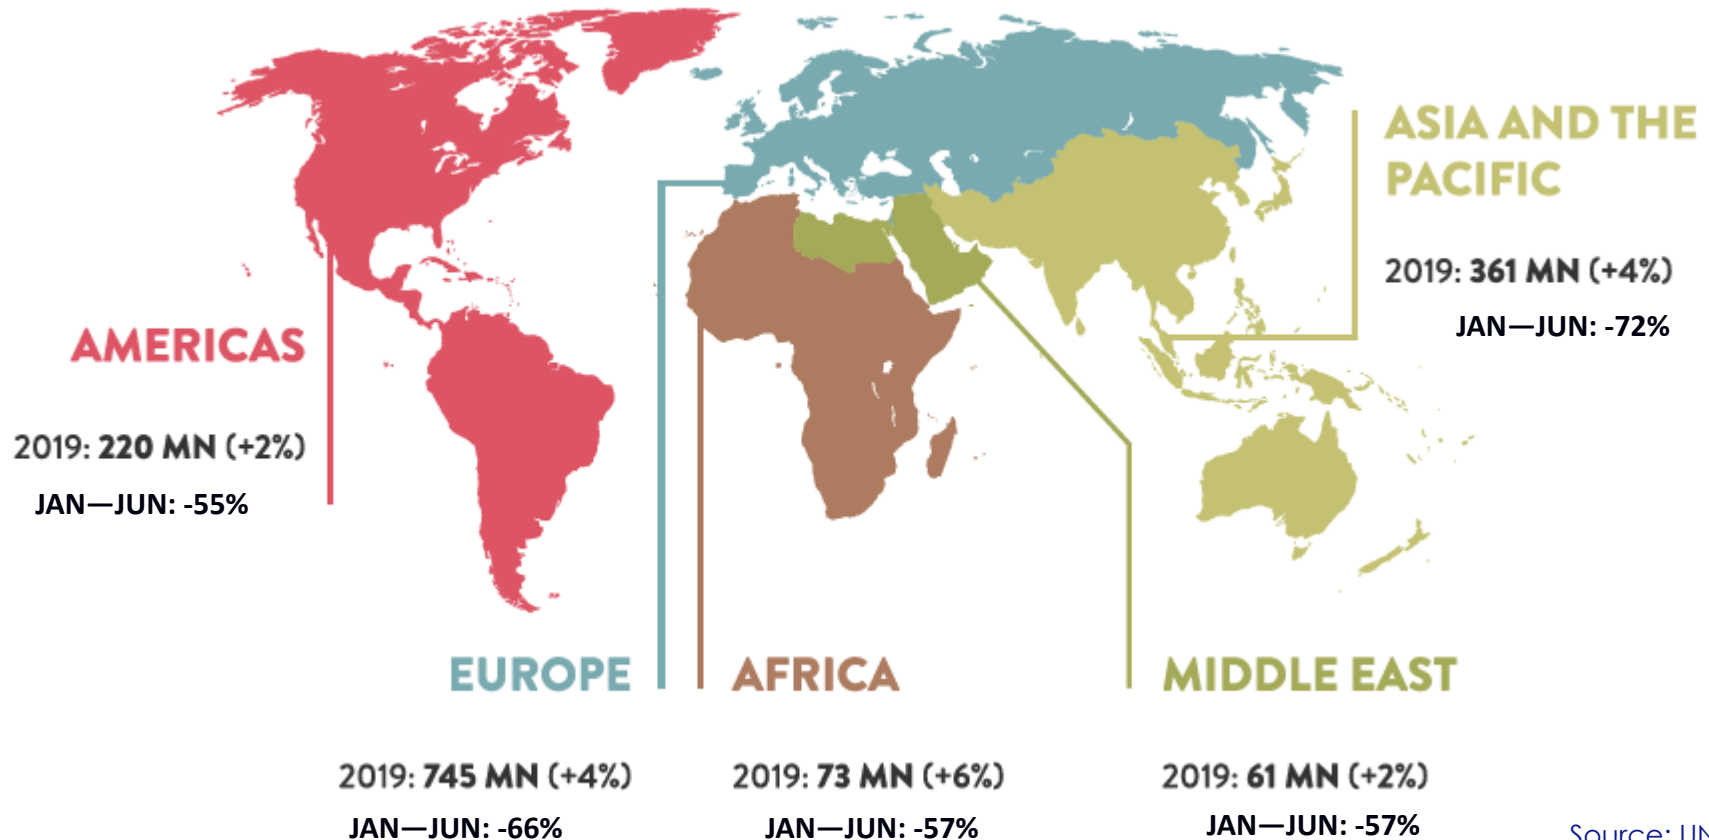 ASIA AND THE
PACIFIC
2019: 361 MN (+4%)
JAN—JUN: -72%
AMERICAS
2019: 220 MN (+2%)
JAN—JUN: -55%
EUROPE
2019: 745 MN (+4%)
JAN—JUN: -66%
AFRICA
2019: 73 MN (+6%)
JAN—JUN: -57%
MIDDLE EAST
2019: 61 MN (+2%)
JAN—JUN: -57%
Source: